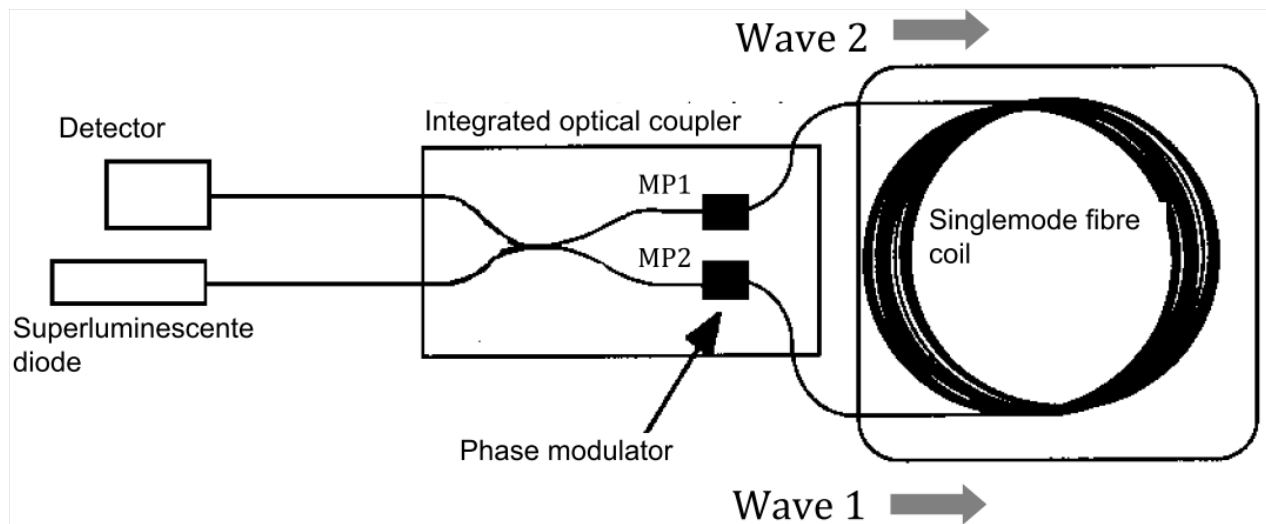 Wave 2
Detector
Integrated optical coupler
MP1
Singlemode fibre
coil
MP2
Superluminescente
diode
Phase modulator
Wave 1